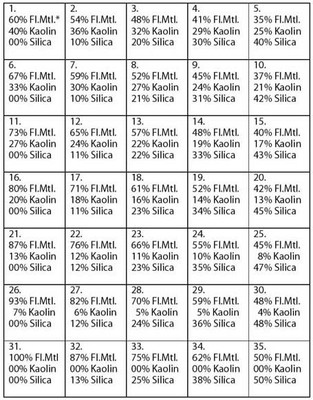 1.
60% Fl.Mtl.*
40% Kaolin
00% Silica
2.
54% Fl.Mtl.
36% Kaolin
10% Silica
3.
48% Fl.Mtl.
32% Kaolin
20% Silica
4.
41% Fl.Mtl.
29% Kaolin
30% Silica
5.
35% Fl.Mtl.
25% Kaolin
40% Silica
6.
67% Fl.Mtl.
33% Kaolin
00% Silica
7.
59% Fl.Mtl.
30% Kaolin
10% Silica
8.
52% Fl.Mtl.
27% Kaolin
21% Silica
9.
45% Fl.Mtl.
24% Kaolin
31% Silica
10.
37% Fl.Mtl.
21% Kaolin
42% Silica
11.
73% Fl.Mtl.
27% Kaolin
00% Silica
12.
65% Fl.Mtl.
24% Kaolin
11% Silica
13.
57% Fl.Mtl.
22% Kaolin
22% Silica
14.
48% Fl.Mtl.
19% Kaolin
33% Silica
15.
40% Fl.Mtl.
17% Kaolin
43% Silica
16.
80% Fl.Mtl.
20% Kaolin
00% Silica
17.
71% Fl.Mtl.
18% Kaolin
11% Silica
18.
61% Fl.Mtl.
16% Kaolin
23% Silica
19.
52% Fl.Mtl.
14% Kaolin
34% Silica
20.
42% Fl.Mtl.
13% Kaolin
45% Silica
21.
87% Fl.Mtl.
13% Kaolin
00% Silica
22.
76% Fl.Mtl.
12% Kaolin
12% Silica
23.
66% Fl.Mtl.
11% Kaolin
23% Silica
24.
55% Fl.Mtl.
10% Kaolin
35% Silica
25.
45% Fl.Mtl.
8% Kaolin
47% Silica
26.
93% Fl.Mtl.
7% Kaolin
00% Silica
27.
82% Fl.Mtl.
6% Kaolin
12% Silica
28.
70% Fl.Mtl.
5% Kaolin
24% Silica
29.
59% Fl.Mtl.
5% Kaolin
36% Silica
30.
48% Fl.Mtl.
4% Kaolin
48% Silica
31.
100% Fl.Mtl
00% Kaolin
00% Silica
32.
87% Fl.Mtl.
00% Kaolin
13% Silica
33.
75% Fl.Mtl.
00% Kaolin
25% Silica
34.
62% Fl.Mtl.
00% Kaolin
38% Silica
35.
50% Fl.Mtl.
00% Kaolin
50% Silica